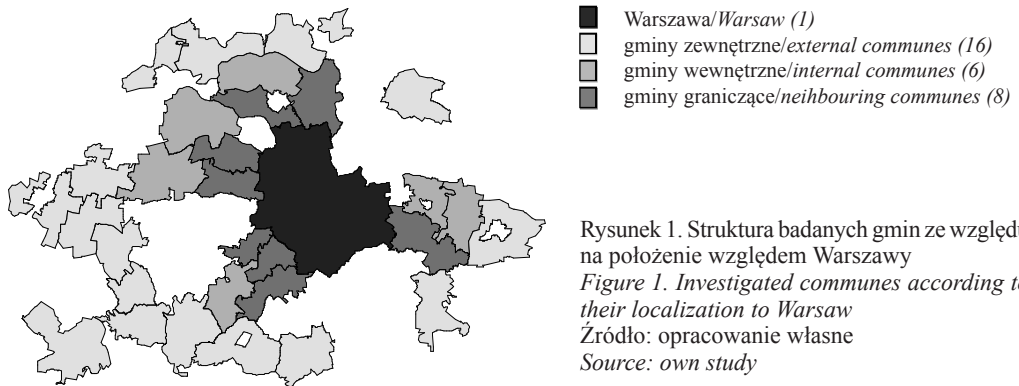 Warszawa/Warsaw (1)
gminy zewnętrzne/external communes (16)
gminy wewnętrzne/internal communes (6)
gminy graniczące/neihbouring communes (8)
Rysunek 1. Struktura badanych gmin ze względu
na położenie względem Warszawy
Figure 1. Investigated communes according to
their localization to Warsaw
Źródło: opracowanie własne
Source: own study